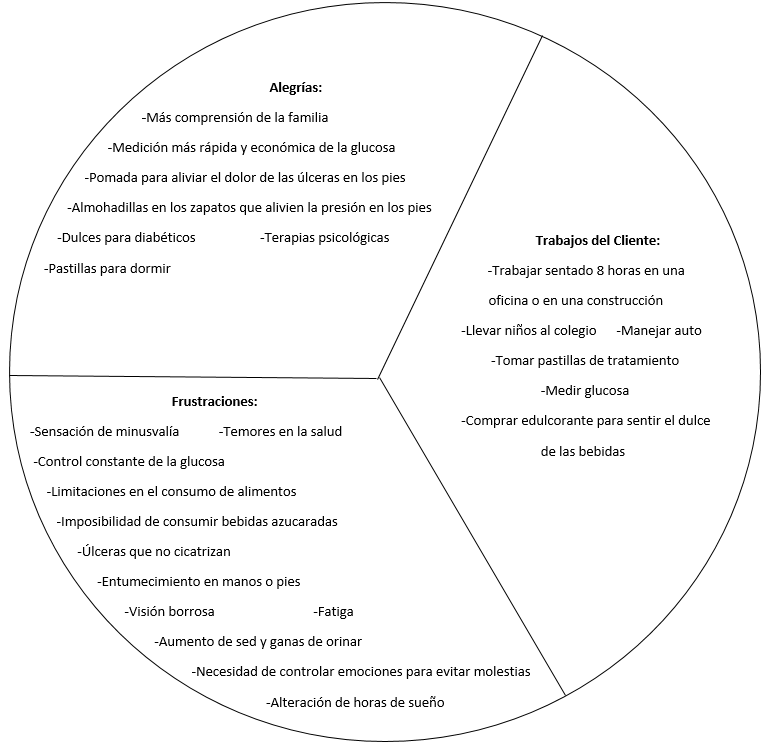 Alegrías:
-Más comprensión de la familia
-Medición más rápida y económica de la glucosa
-Pomada para aliviar el dolor de las úlceras en los pies
-Almohadillas en los zapatos que alivien la presión en los pies
-Dulces para diabéticos -Terapias psicológicas
-Pastillas para dormir
Trabajos del Cliente:
-Trabajar sentado 8 horas en una
oficina o en una construcción
-Llevar niños al colegio -Manejar auto
-Tomar pastillas de tratamiento
-Medir glucosa
-Comprar edulcorante para sentir el dulce
de las bebidas
Frustraciones:
-Sensación de minusvalía -Temores en la salud
-Control constante de la glucosa
-Limitaciones en el consumo de alimentos
-Imposibilidad de consumir bebidas azucaradas
-Úlceras que no cicatrizan
-Entumecimiento en manos o pies
-Visión borrosa -Fatiga
-Aumento de sed y ganas de orinar
-Necesidad de controlar emociones para evitar molestias
-Alteración de horas de sueño